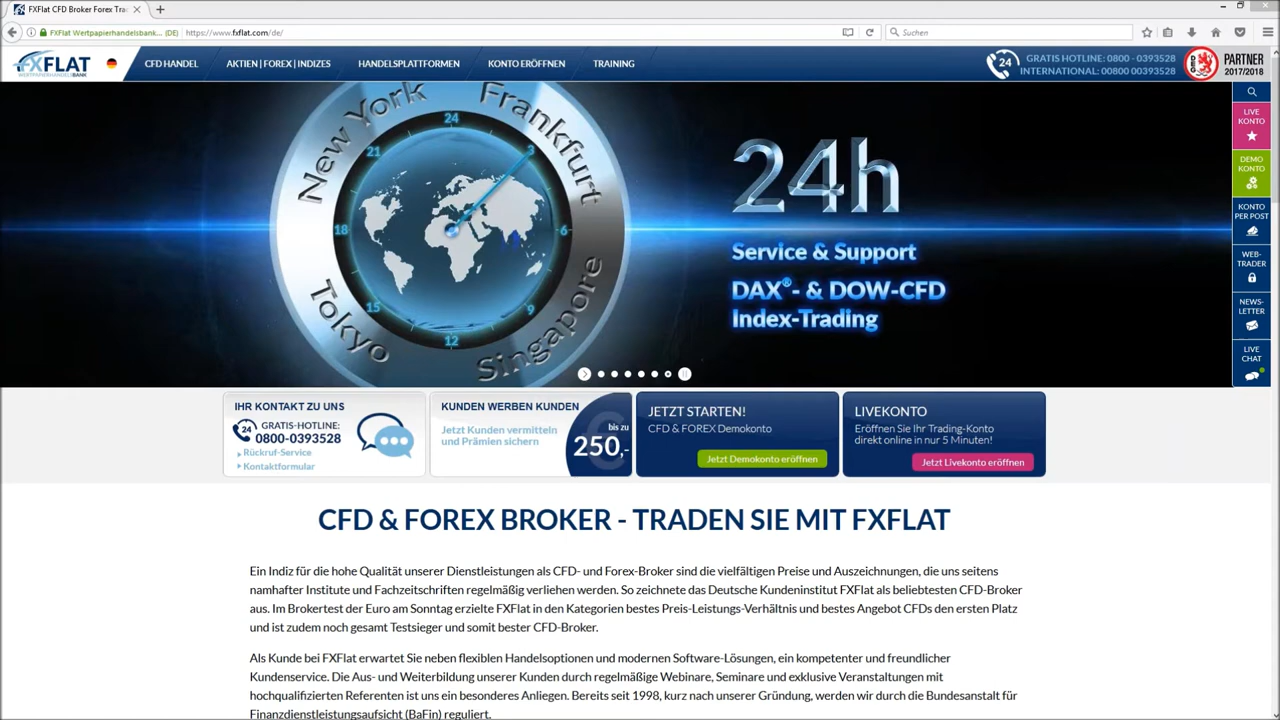 FXFlat CFD Broker Forex Tra
FXFlat Wertpapierhandelsbank... (DE)
https://www.fxflat.com/de/
Suchen
FXFLAT
WERTPAPIERHANDELSBANK
CFD HANDEL
AKTIEN | FOREX | INDIZES
HANDELSPLATTFORMEN
KONTO ERÖFFNEN
TRAINING
24
GRATIS HOTLINE: 0800 - 0393528
INTERNATIONAL: 00800 00393528
DEG
PARTNER
2017/2018
New York
Frankfurt
Tokyo
Singapore
24
3
6
9
12
15
18
21
24h
Service & Support
DAX®- & DOW-CFD
Index-Trading
LIVE
KONTO
DEMO
KONTO
KONTO
PER POST
WEB-
TRADER
NEWS-
LETTER
LIVE
CHAT
IHR KONTAKT ZU UNS
24
GRATIS-HOTLINE:
0800-0393528
Rückruf-Service
Kontaktformular
KUNDEN WERBEN KUNDEN
Jetzt Kunden vermitteln
und Prämien sichern
bis zu
250,-
JETZT STARTEN!
CFD & FOREX Demokonto
Jetzt Demokonto eröffnen
LIVEKONTO
Eröffnen Sie Ihr Trading-Konto
direkt online in nur 5 Minuten!
Jetzt Livekonto eröffnen
CFD & FOREX BROKER - TRADEN SIE MIT FXFLAT
Ein Indiz für die hohe Qualität unserer Dienstleistungen als CFD- und Forex-Broker sind die vielfältigen Preise und Auszeichnungen, die uns seitens
namhafter Institute und Fachzeitschriften regelmäßig verliehen werden. So zeichnete das Deutsche Kundeninstitut FXFlat als beliebtesten CFD-Broker
aus. Im Brokertest der Euro am Sonntag erzielte FXFlat in den Kategorien bestes Preis-Leistungs-Verhältnis und bestes Angebot CFDs den ersten Platz
und ist zudem noch gesamt Testsieger und somit bester CFD-Broker.
Als Kunde bei FXFlat erwartet Sie neben flexiblen Handelsoptionen und modernen Software-Lösungen, ein kompetenter und freundlicher
Kundenservice. Die Aus- und Weiterbildung unserer Kunden durch regelmäßige Webinare, Seminare und exklusive Veranstaltungen mit
hochqualifizierten Referenten ist uns ein besonderes Anliegen. Bereits seit 1998, kurz nach unserer Gründung, werden wir durch die Bundesanstalt für
Finanzdienstleistungsaufsicht (BaFin) reguliert.